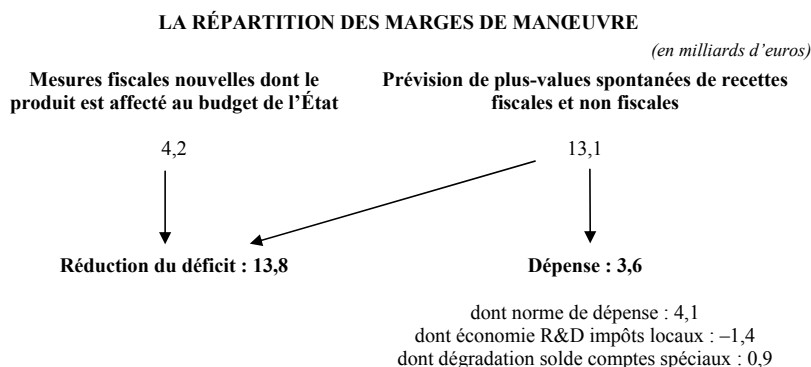 LA RÉPARTITION DES MARGES DE MANŒUVRE
(en milliards d’euros)
Mesures fiscales nouvelles dont le
produit est affecté au budget de l’État
Prévision de plus-values spontanées de recettes
fiscales et non fiscales
4,2
13,1
Réduction du déficit : 13,8
Dépense : 3,6
dont norme de dépense : 4,1
dont économie R&D impôts locaux : –1,4
dont dégradation solde comptes spéciaux : 0,9